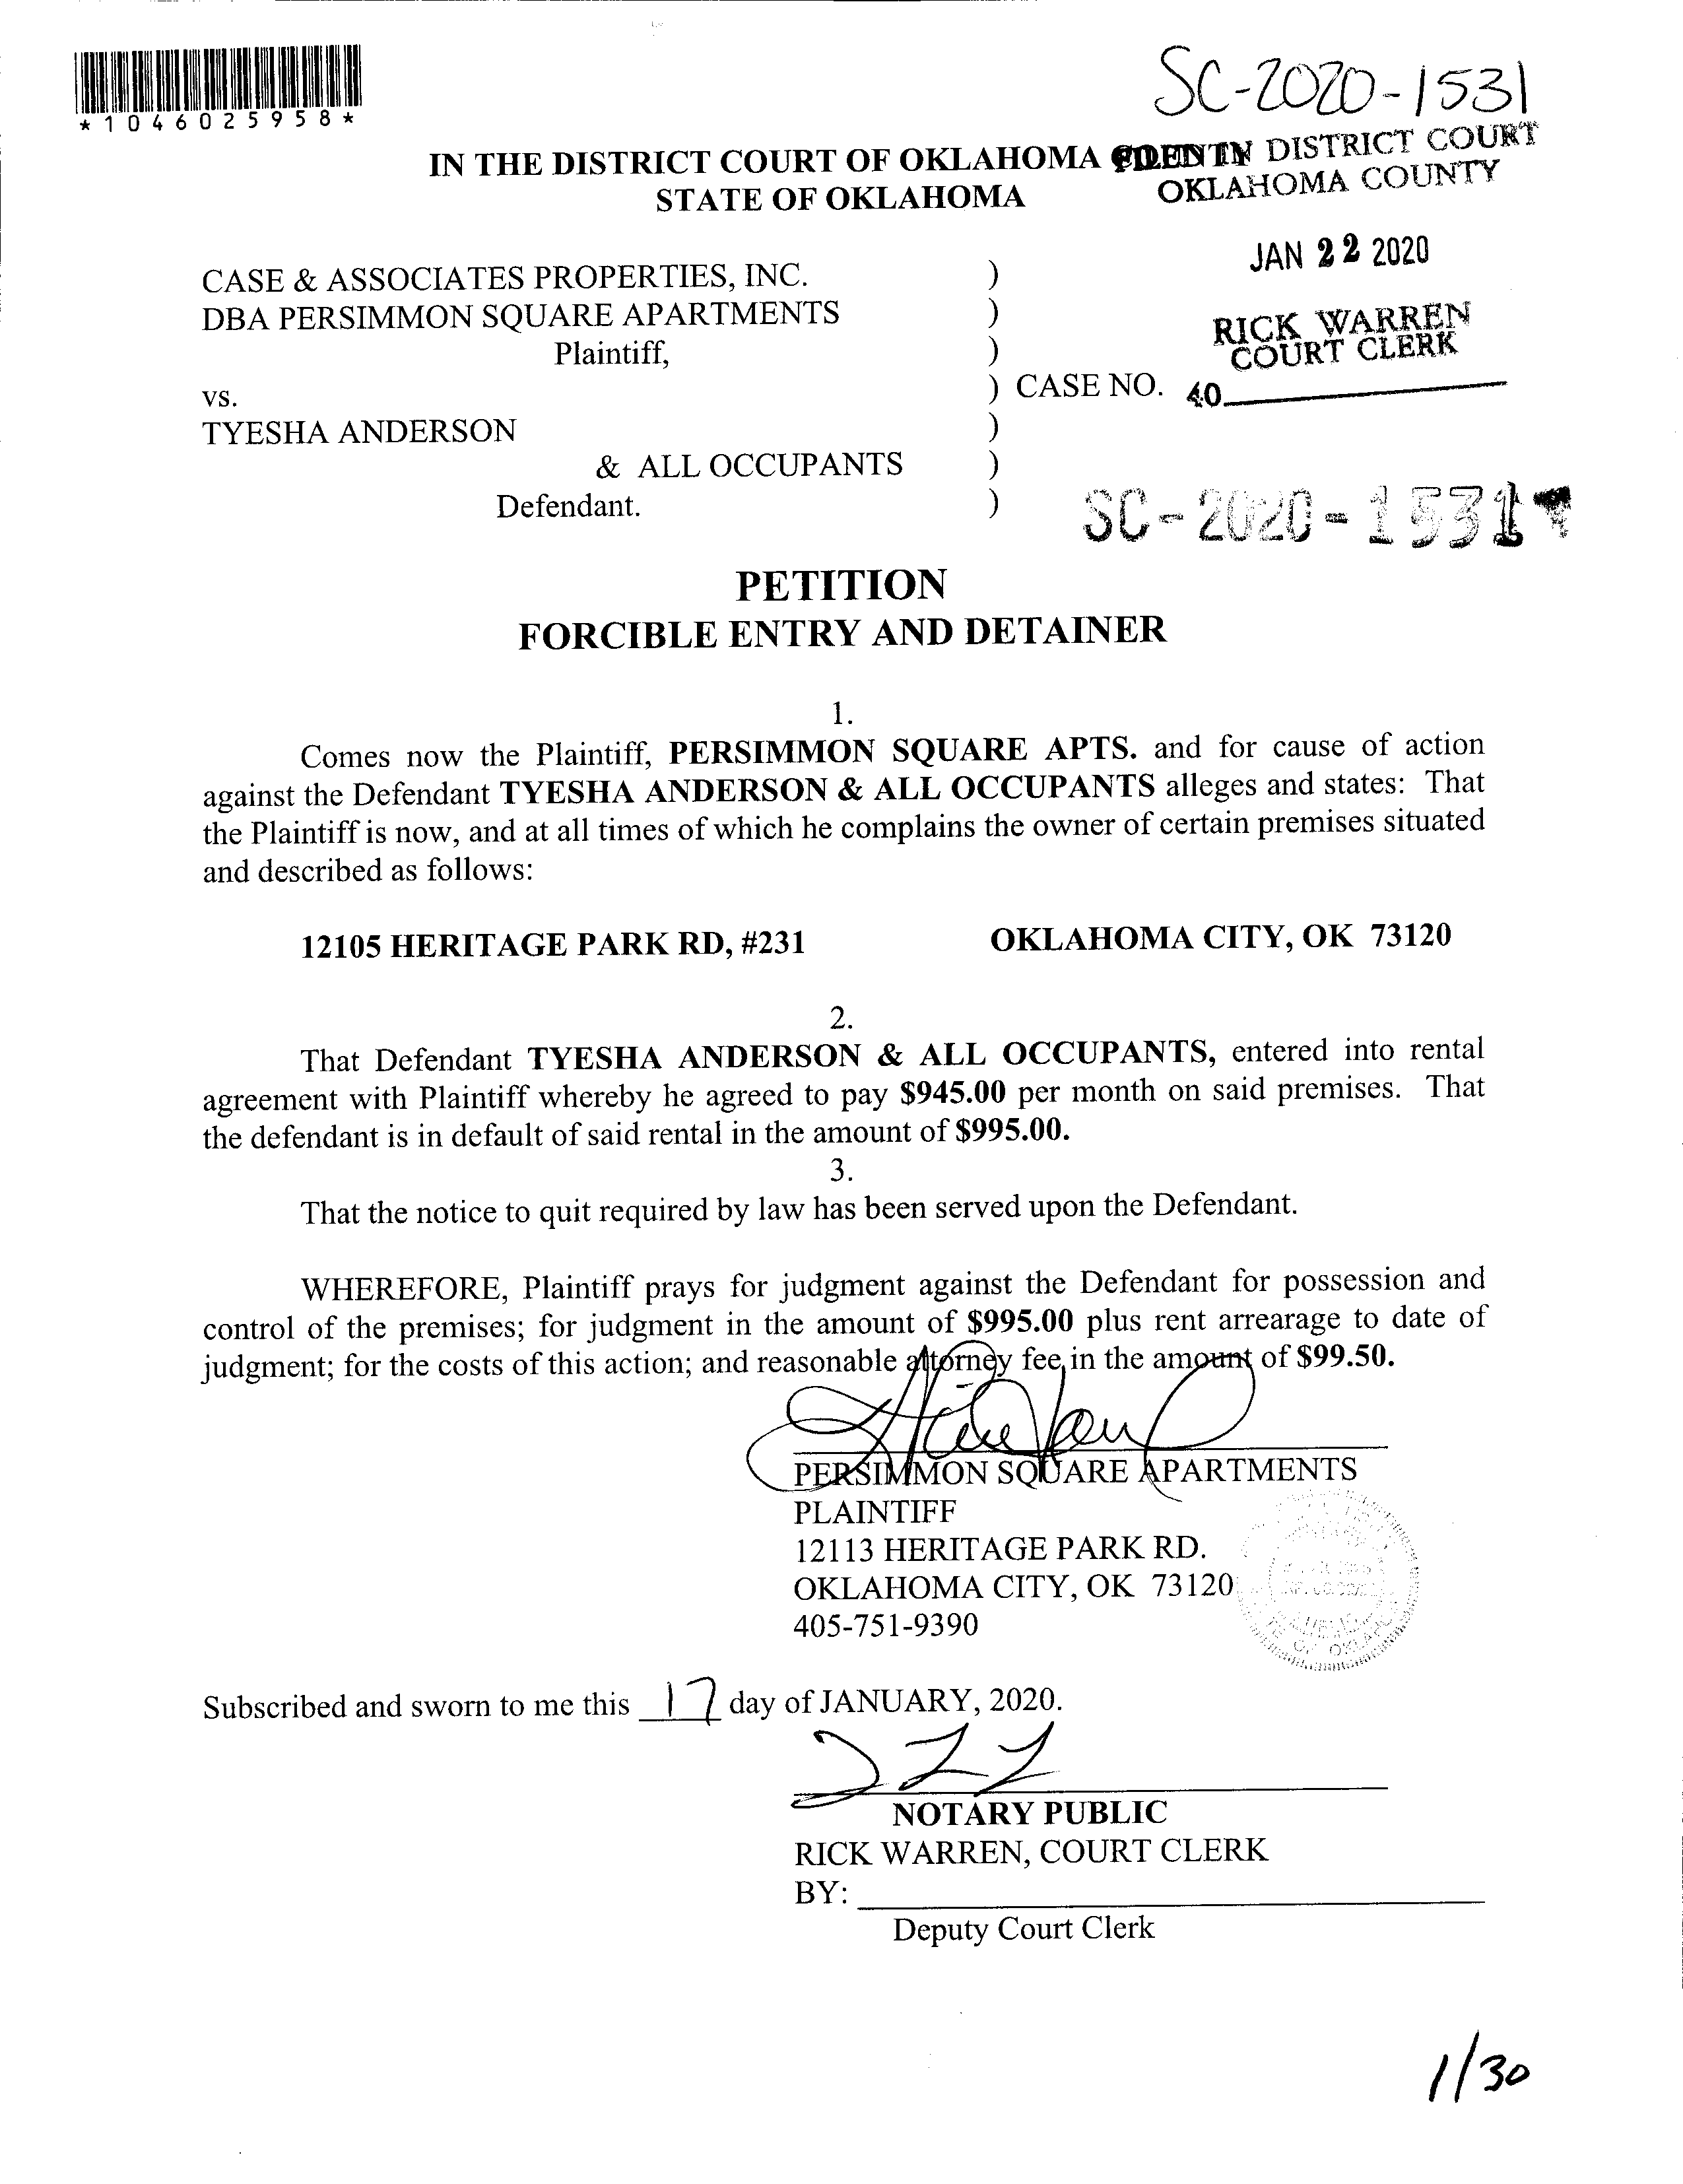 *1046025958*
SC-2020-1531
IN THE DISTRICT COURT OF OKLAHOMA COUNTY
FILED IN DISTRICT COURT
STATE OF OKLAHOMA
OKLAHOMA COUNTY
JAN 22 2020
CASE & ASSOCIATES PROPERTIES, INC. )
DBA PERSIMMON SQUARE APARTMENTS )
RICK WARREN
COURT CLERK
Plaintiff, )
vs. ) CASE NO. 40
TYESHA ANDERSON )
& ALL OCCUPANTS )
Defendant. )
SC-2020-1531
PETITION
FORCIBLE ENTRY AND DETAINER
1.
Comes now the Plaintiff, PERSIMMON SQUARE APTS. and for cause of action
against the Defendant TYESHA ANDERSON & ALL OCCUPANTS alleges and states: That
the Plaintiff is now, and at all times of which he complains the owner of certain premises situated
and described as follows:
12105 HERITAGE PARK RD, #231 OKLAHOMA CITY, OK 73120
2.
That Defendant TYESHA ANDERSON & ALL OCCUPANTS, entered into rental
agreement with Plaintiff whereby he agreed to pay $945.00 per month on said premises. That
the defendant is in default of said rental in the amount of $995.00.
3.
That the notice to quit required by law has been served upon the Defendant.
WHEREFORE, Plaintiff prays for judgment against the Defendant for possession and
control of the premises; for judgment in the amount of $995.00 plus rent arrearage to date of
judgment; for the costs of this action; and reasonable attorney fee in the amount of $99.50.
PERSIMMON SQUARE APARTMENTS
PLAINTIFF
12113 HERITAGE PARK RD.
OKLAHOMA CITY, OK 73120
405-751-9390
Subscribed and sworn to me this 17 day of JANUARY, 2020.
NOTARY PUBLIC
RICK WARREN, COURT CLERK
BY:
Deputy Court Clerk
1/30